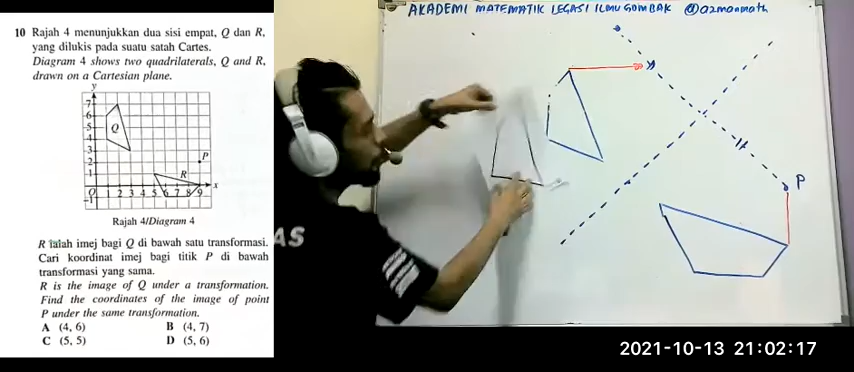 AKADEMI MATEMATIK LEGASI ILMU GOMBAK @azmanmath
10 Rajah 4 menunjukkan dua sisi empat, Q dan R,
yang dilukis pada suatu satah Cartes.
Diagram 4 shows two quadrilaterals, Q and R,
drawn on a Cartesian plane.
y
7
6
5
4
3
2
1
O
-1
1 2 3 4 5 6 7 8 9
x
Q
P
R
Rajah 4/Diagram 4
R ialah imej bagi Q di bawah satu transformasi.
Cari koordinat imej bagi titik P di bawah
transformasi yang sama.
R is the image of Q under a transformation.
Find the coordinates of the image of point
P under the same transformation.
A (4, 6) B (4, 7)
C (5, 5) D (5, 6)
P
AS
2021-10-13 21:02:17